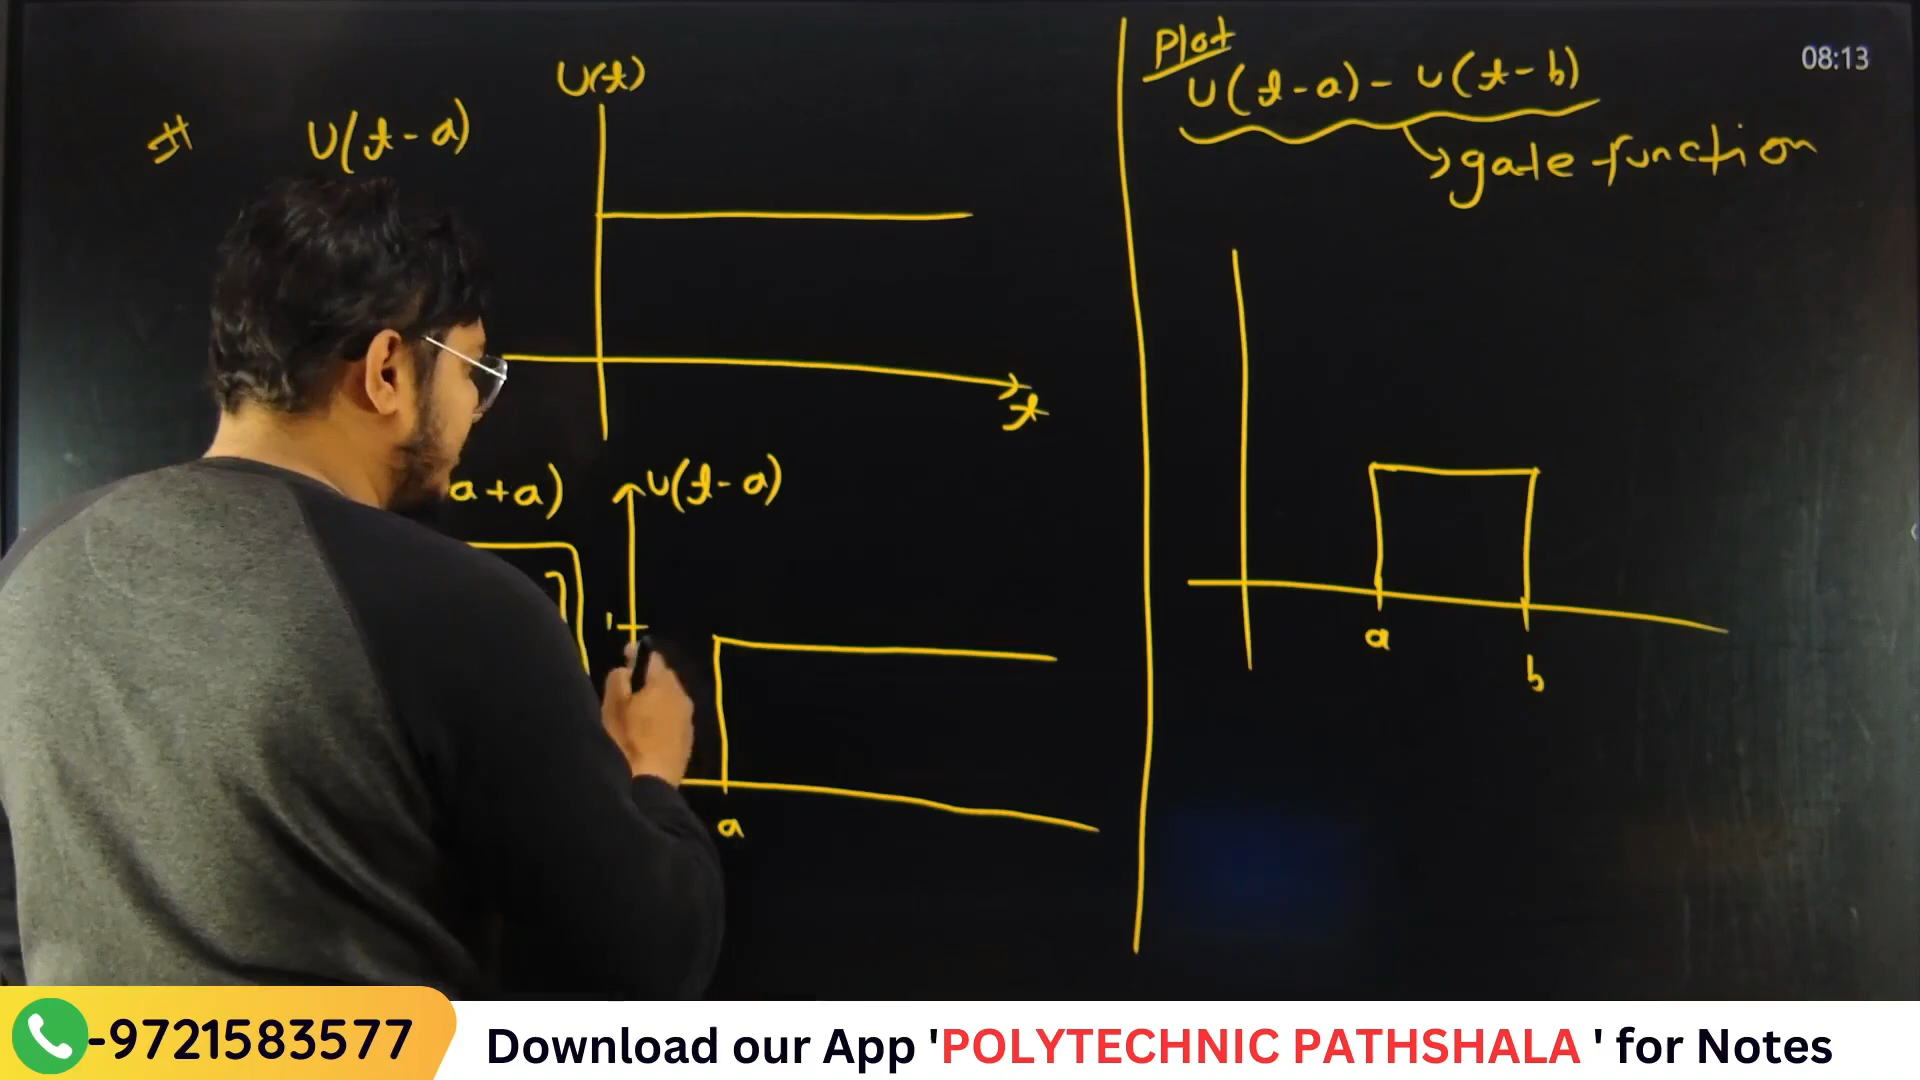 U(t)
# U(t-a)
t
a+a)
U(t-a)
1
a
Plot
U(t-a) - U(t-b)
gate function
a
b
08:13
-9721583577
Download our App 'POLYTECHNIC PATHSHALA ' for Notes